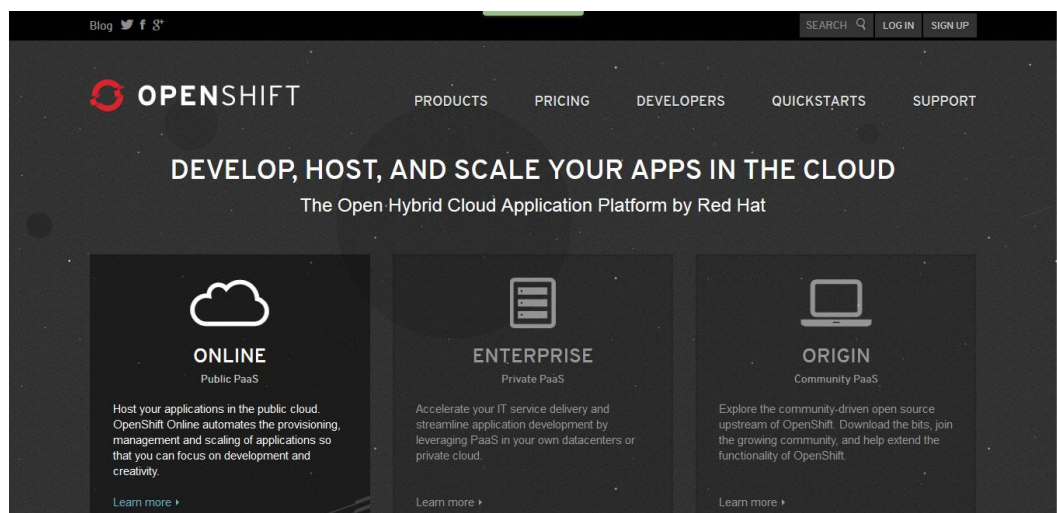 Blog
SEARCH LOG IN SIGN UP
OPENSHIFT
PRODUCTS PRICING DEVELOPERS QUICKSTARTS SUPPORT
DEVELOP, HOST, AND SCALE YOUR APPS IN THE CLOUD
The Open Hybrid Cloud Application Platform by Red Hat
ONLINE
Public PaaS
Host your applications in the public cloud.
OpenShift Online automates the provisioning,
management and scaling of applications so
that you can focus on development and
creativity.
Learn more
ENTERPRISE
Private PaaS
Accelerate your IT service delivery and
streamline application development by
leveraging PaaS in your own datacenters or
private cloud.
Learn more
ORIGIN
Community PaaS
Explore the community-driven open source
upstream of OpenShift. Download the bits, join
the growing community, and help extend the
functionality of OpenShift.
Learn more